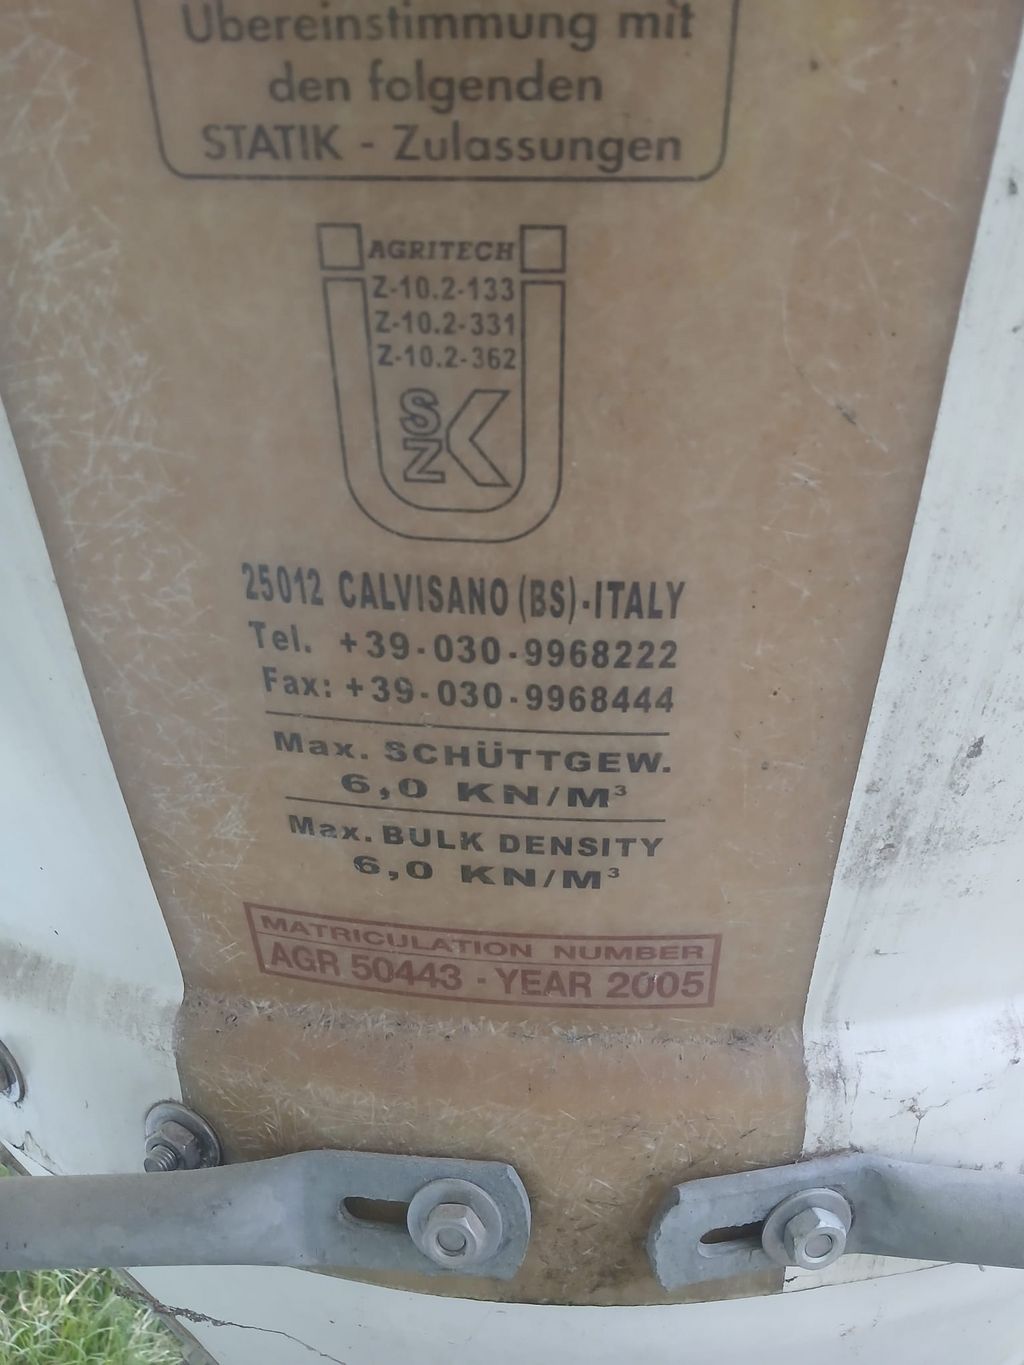 Übereinstimmung mit
den folgenden
STATIK - Zulassungen
AGRITECH
Z-10.2-133
Z-10.2-331
Z-10.2-362
SZ K
25012 CALVISANO (BS)-ITALY
Tel. +39-030-9968222
Fax: +39-030-9968444
Max. SCHÜTTGEW.
6,0 KN/M³
Max. BULK DENSITY
6,0 KN/M³
MATRICULATION NUMBER
AGR 50443 - YEAR 2005